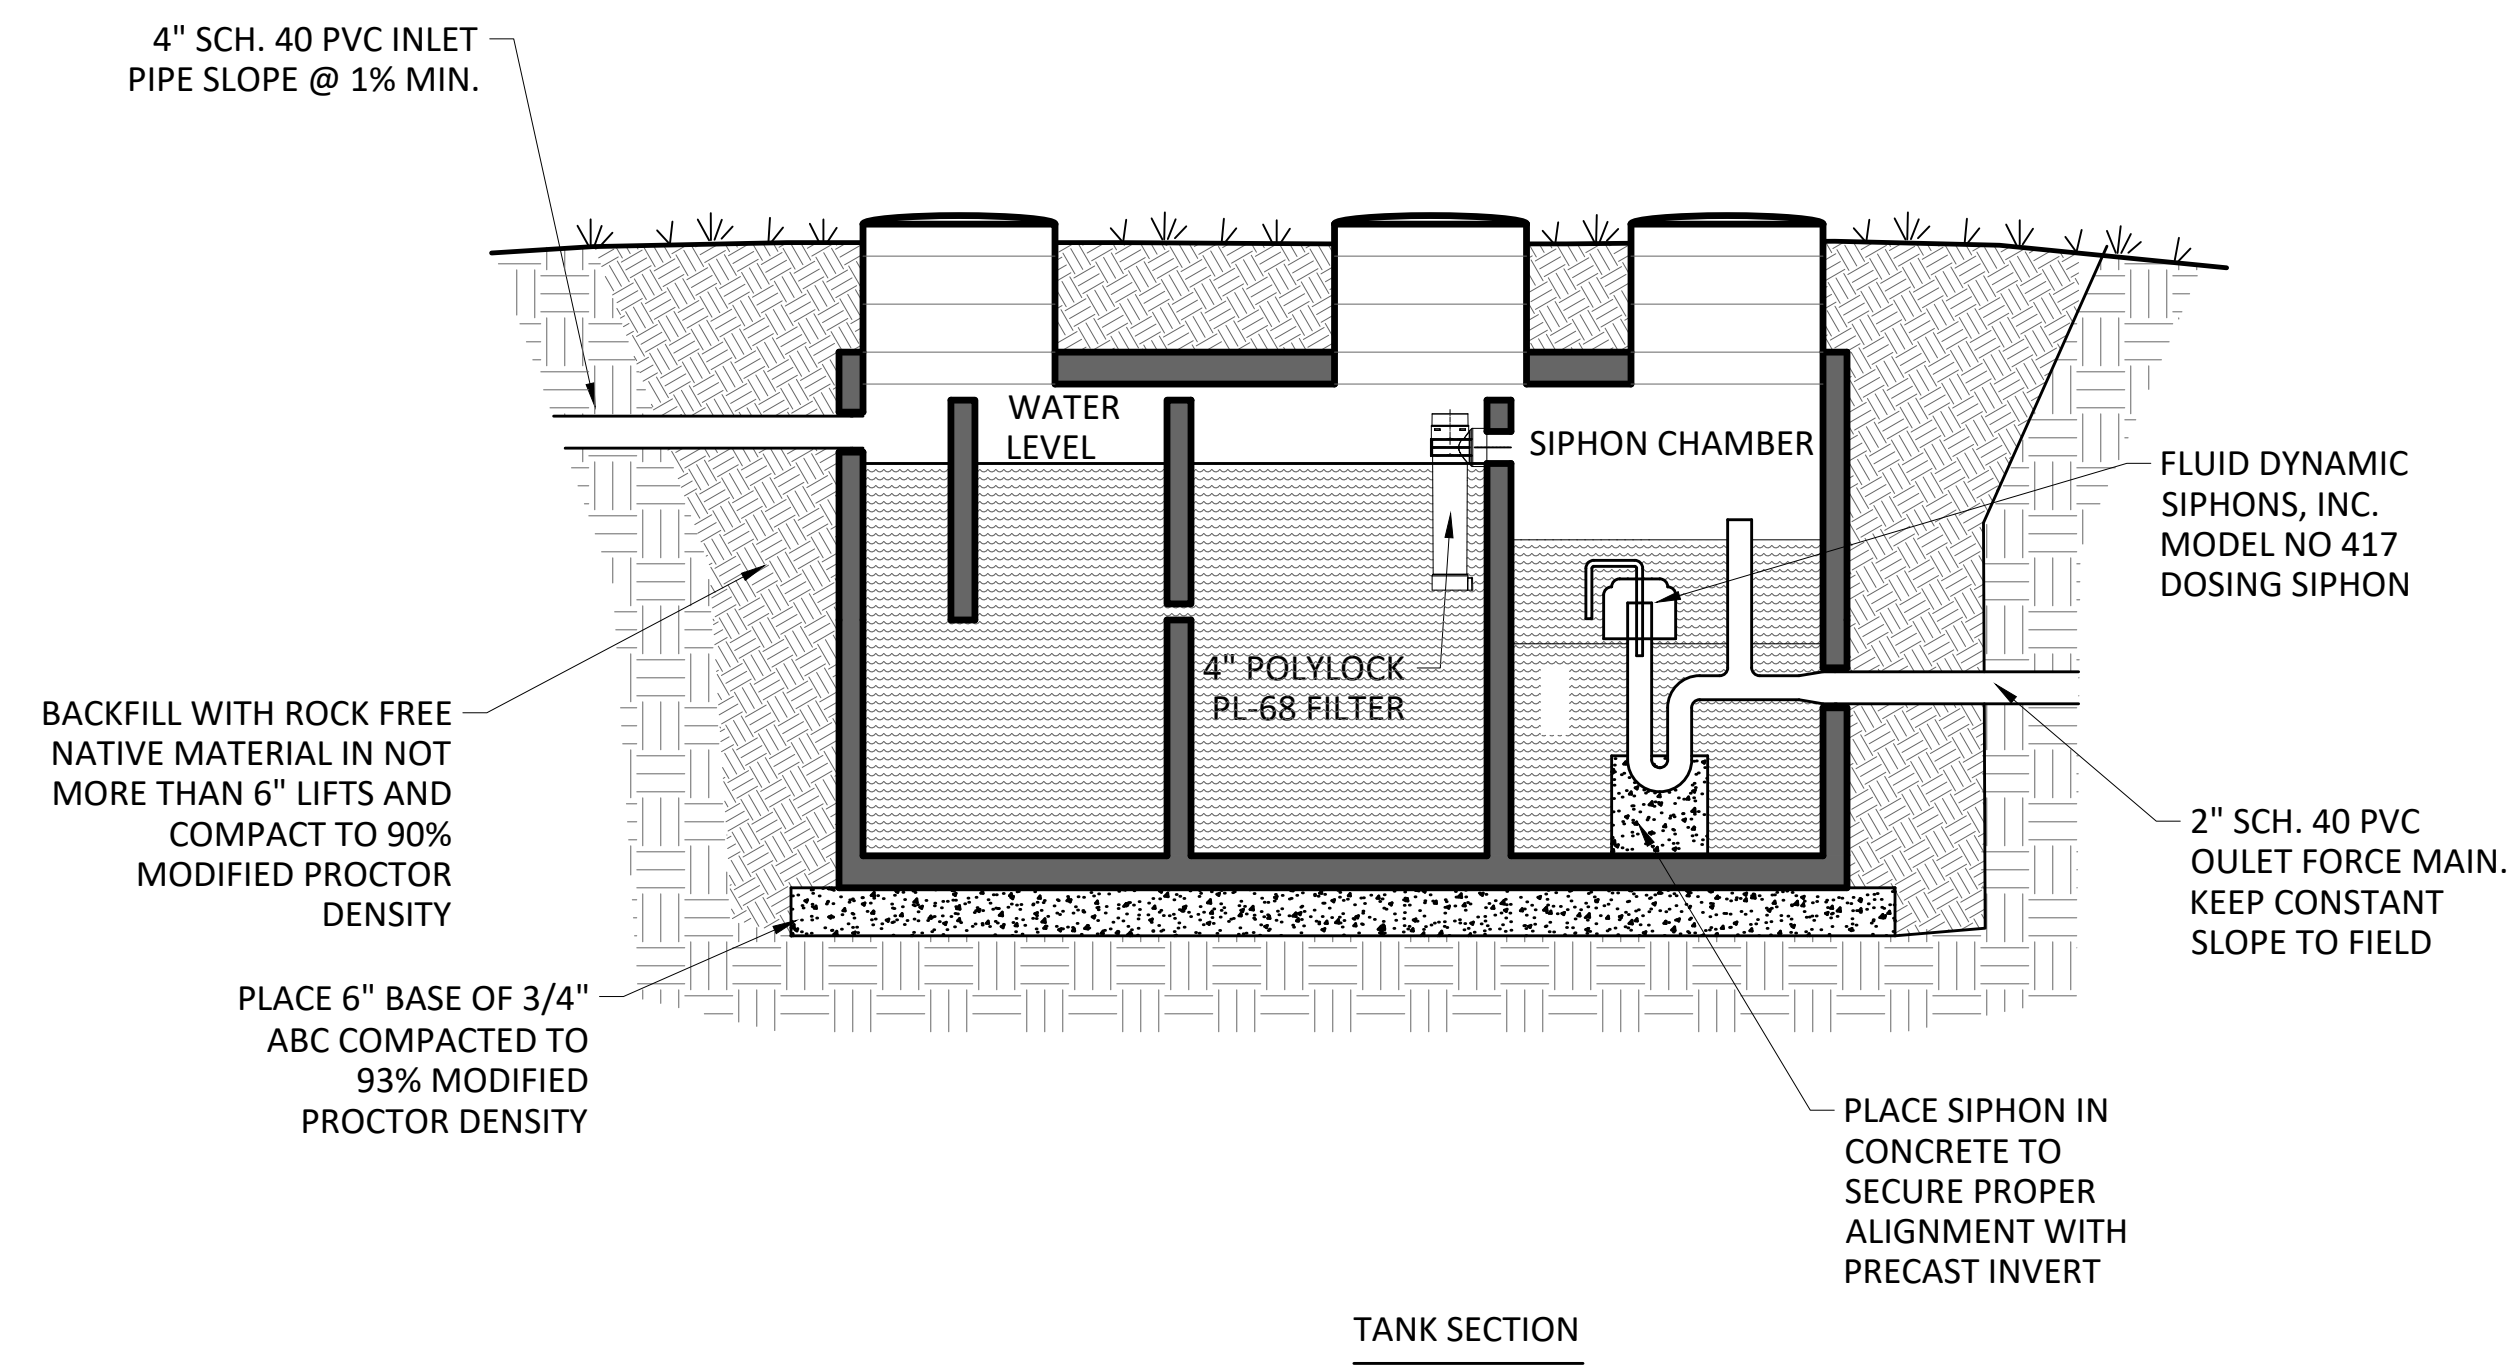 4" SCH. 40 PVC INLET
PIPE SLOPE @ 1% MIN.
WATER
LEVEL
SIPHON CHAMBER
FLUID DYNAMIC
SIPHONS, INC.
MODEL NO 417
DOSING SIPHON
4" POLYLOCK
PL-68 FILTER
BACKFILL WITH ROCK FREE
NATIVE MATERIAL IN NOT
MORE THAN 6" LIFTS AND
COMPACT TO 90%
MODIFIED PROCTOR
DENSITY
2" SCH. 40 PVC
OULET FORCE MAIN.
KEEP CONSTANT
SLOPE TO FIELD
PLACE 6" BASE OF 3/4"
ABC COMPACTED TO
93% MODIFIED
PROCTOR DENSITY
PLACE SIPHON IN
CONCRETE TO
SECURE PROPER
ALIGNMENT WITH
PRECAST INVERT
TANK SECTION